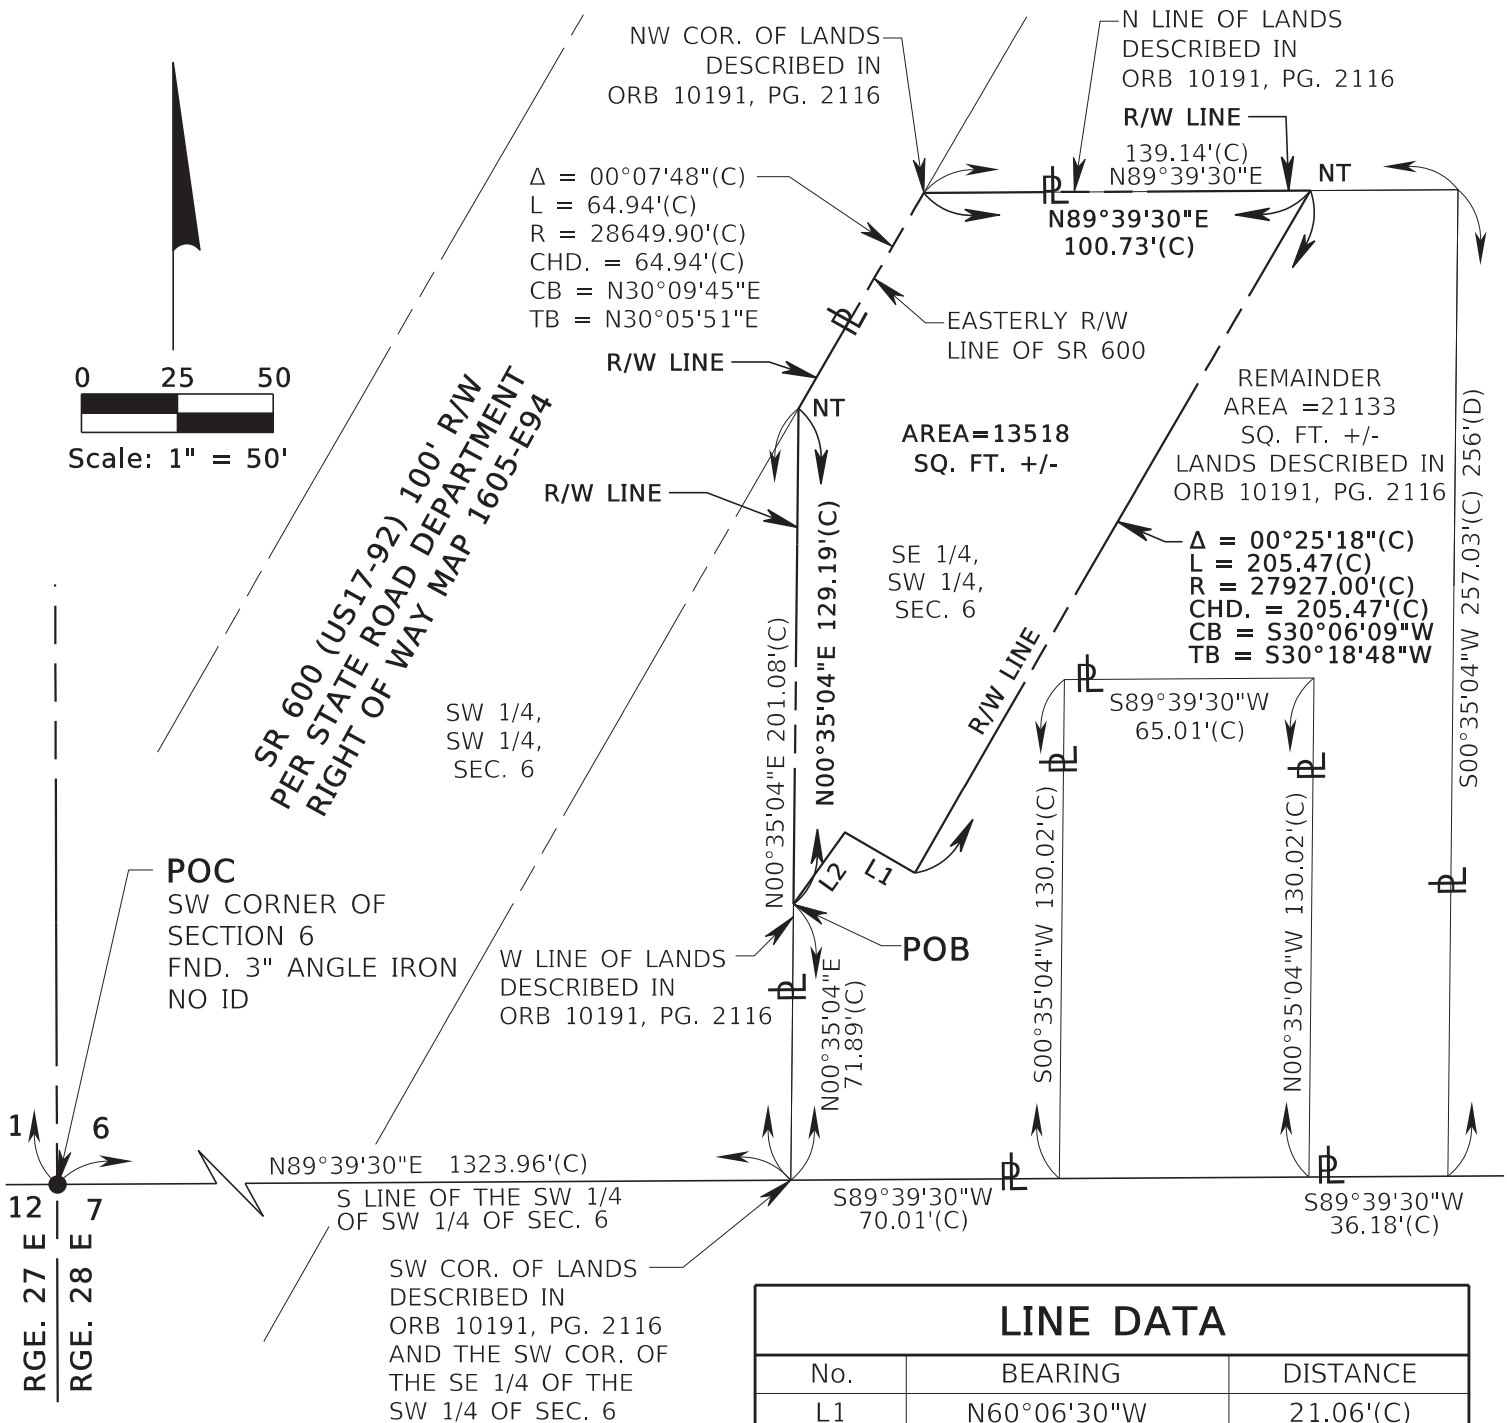 NW COR. OF LANDS
DESCRIBED IN
ORB 10191, PG. 2116
N LINE OF LANDS
DESCRIBED IN
ORB 10191, PG. 2116
R/W LINE
139.14'(C)
N89°39'30"E
NT
P
L
N89°39'30"E
100.73'(C)
Δ = 00°07'48"(C)
L = 64.94'(C)
R = 28649.90'(C)
CHD. = 64.94'(C)
CB = N30°09'45"E
TB = N30°05'51"E
P
L
EASTERLY R/W
LINE OF SR 600
R/W LINE
NT
0 25 50
Scale: 1" = 50'
SR 600 (US17-92) 100' R/W
PER STATE ROAD DEPARTMENT
RIGHT OF WAY MAP 1605-E94
AREA=13518
SQ. FT. +/-
REMAINDER
AREA =21133
SQ. FT. +/-
LANDS DESCRIBED IN
ORB 10191, PG. 2116
R/W LINE
N00°35'04"E 201.08'(C)
N00°35'04"E 129.19'(C)
SE 1/4,
SW 1/4,
SEC. 6
Δ = 00°25'18"(C)
L = 205.47(C)
R = 27927.00'(C)
CHD. = 205.47'(C)
CB = S30°06'09"W
TB = S30°18'48"W
S00°35'04"W 257.03'(C) 256'(D)
P
L
R/W LINE
SW 1/4,
SW 1/4,
SEC. 6
P
L
S89°39'30"W
65.01'(C)
P
L
S00°35'04"W 130.02'(C)
P
L
N00°35'04"W 130.02'(C)
L2
L1
POC
SW CORNER OF
SECTION 6
FND. 3" ANGLE IRON
NO ID
POB
W LINE OF LANDS
DESCRIBED IN
ORB 10191, PG. 2116
P
L
N00°35'04"E
71.89'(C)
1 6
12 7
RGE. 27 E
RGE. 28 E
N89°39'30"E 1323.96'(C)
S LINE OF THE SW 1/4
OF SW 1/4 OF SEC. 6
P
L
S89°39'30"W
70.01'(C)
P
L
S89°39'30"W
36.18'(C)
SW COR. OF LANDS
DESCRIBED IN
ORB 10191, PG. 2116
AND THE SW COR. OF
THE SE 1/4 OF THE
SW 1/4 OF SEC. 6
LINE DATA
No. BEARING DISTANCE
L1 N60°06'30"W 21.06'(C)